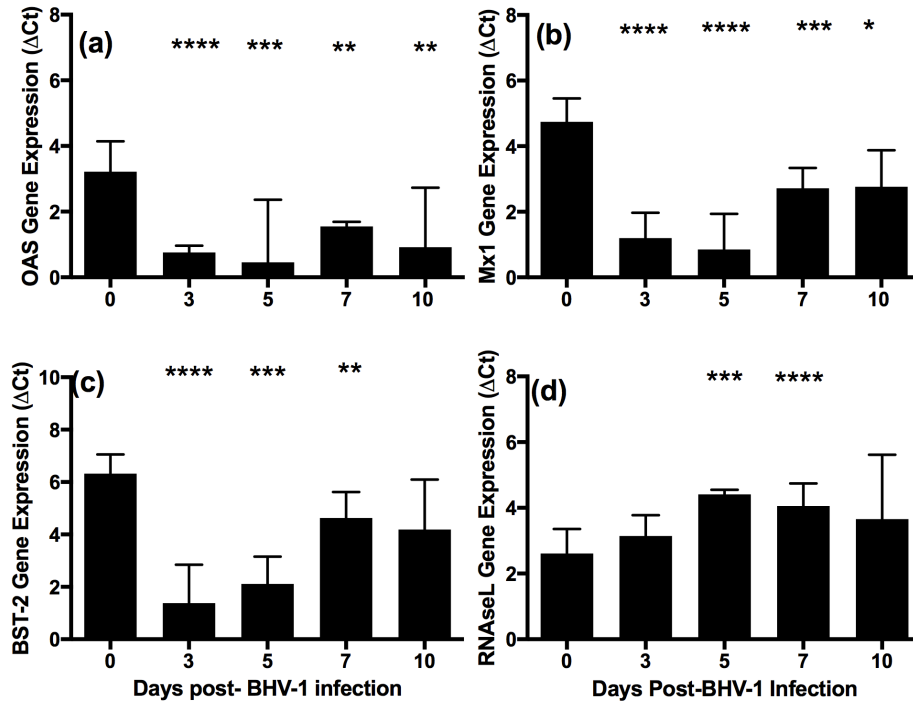 (a)
OAS Gene Expression (ΔCt)
8
6
4
2
0
**** *** ** **
0 3 5 7 10
(b)
Mx1 Gene Expression (ΔCt)
8
6
4
2
0
**** **** *** *
0 3 5 7 10
(c)
BST-2 Gene Expression (ΔCt)
10
8
6
4
2
0
**** *** **
0 3 5 7 10
Days post- BHV-1 infection
(d)
RNAseL Gene Expression (ΔCt)
8
6
4
2
0
*** ****
0 3 5 7 10
Days Post-BHV-1 Infection